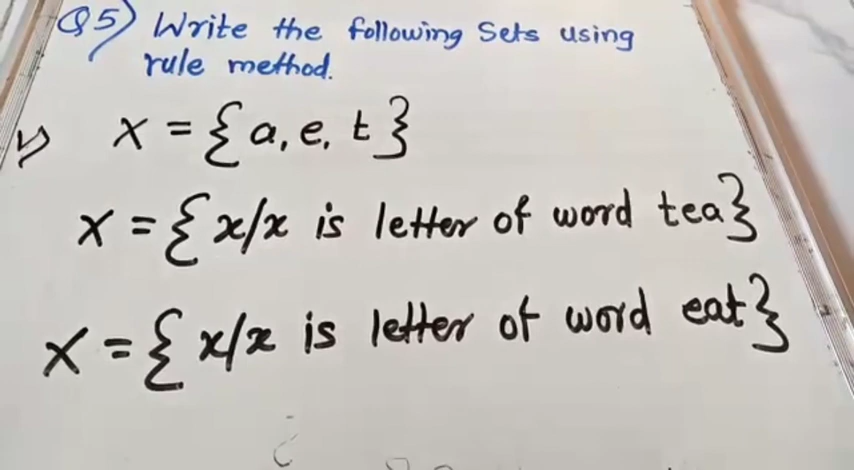 Q5) Write the following Sets using
rule method.
X = {a, e, t}
X = {x/x is letter of word tea}
X = {x/x is letter of word eat}